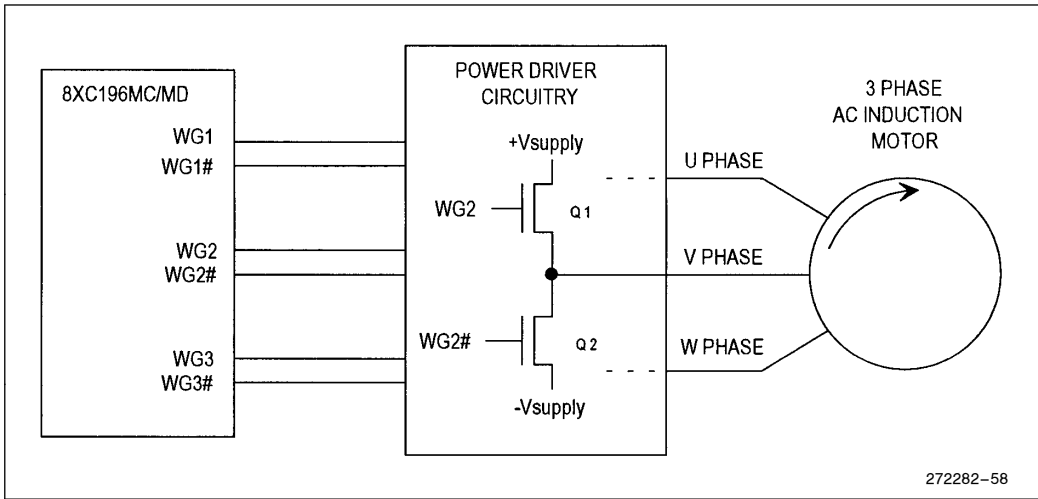 8XC196MC/MD
WG1
WG1#
WG2
WG2#
WG3
WG3#
POWER DRIVER
CIRCUITRY
+Vsupply
WG2
Q1
WG2#
Q2
-Vsupply
U PHASE
V PHASE
W PHASE
3 PHASE
AC INDUCTION
MOTOR
272282–58